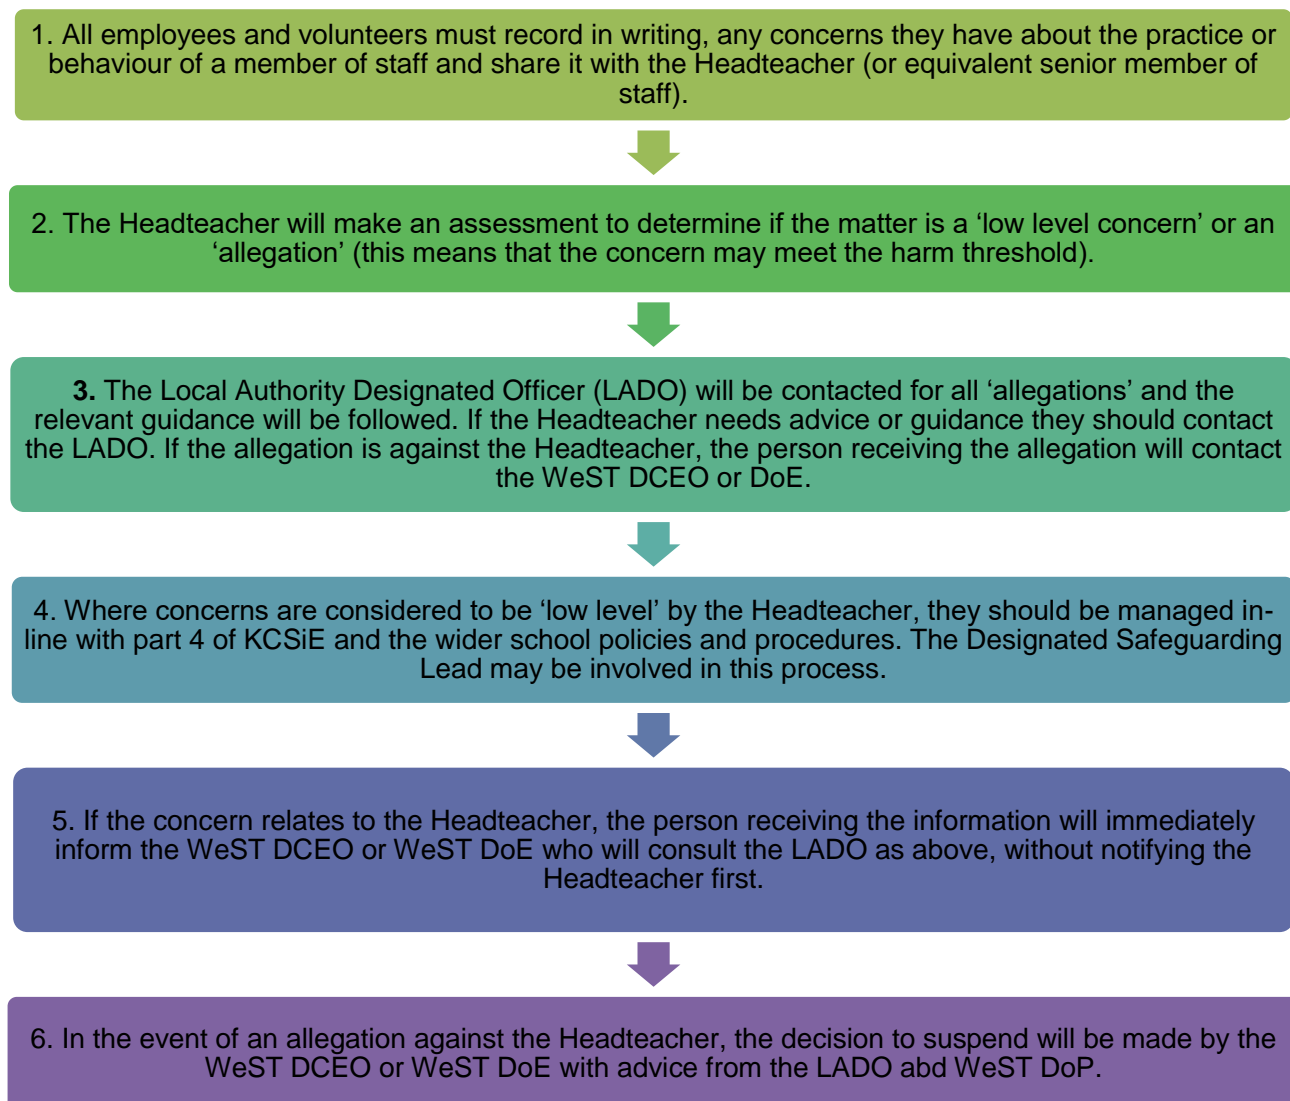 1. All employees and volunteers must record in writing, any concerns they have about the practice or
behaviour of a member of staff and share it with the Headteacher (or equivalent senior member of
staff).
2. The Headteacher will make an assessment to determine if the matter is a ‘low level concern’ or an
‘allegation’ (this means that the concern may meet the harm threshold).
3. The Local Authority Designated Officer (LADO) will be contacted for all ‘allegations’ and the
relevant guidance will be followed. If the Headteacher needs advice or guidance they should contact
the LADO. If the allegation is against the Headteacher, the person receiving the allegation will contact
the WeST DCEO or DoE.
4. Where concerns are considered to be ‘low level’ by the Headteacher, they should be managed in-
line with part 4 of KCSiE and the wider school policies and procedures. The Designated Safeguarding
Lead may be involved in this process.
5. If the concern relates to the Headteacher, the person receiving the information will immediately
inform the WeST DCEO or WeST DoE who will consult the LADO as above, without notifying the
Headteacher first.
6. In the event of an allegation against the Headteacher, the decision to suspend will be made by the
WeST DCEO or WeST DoE with advice from the LADO abd WeST DoP.